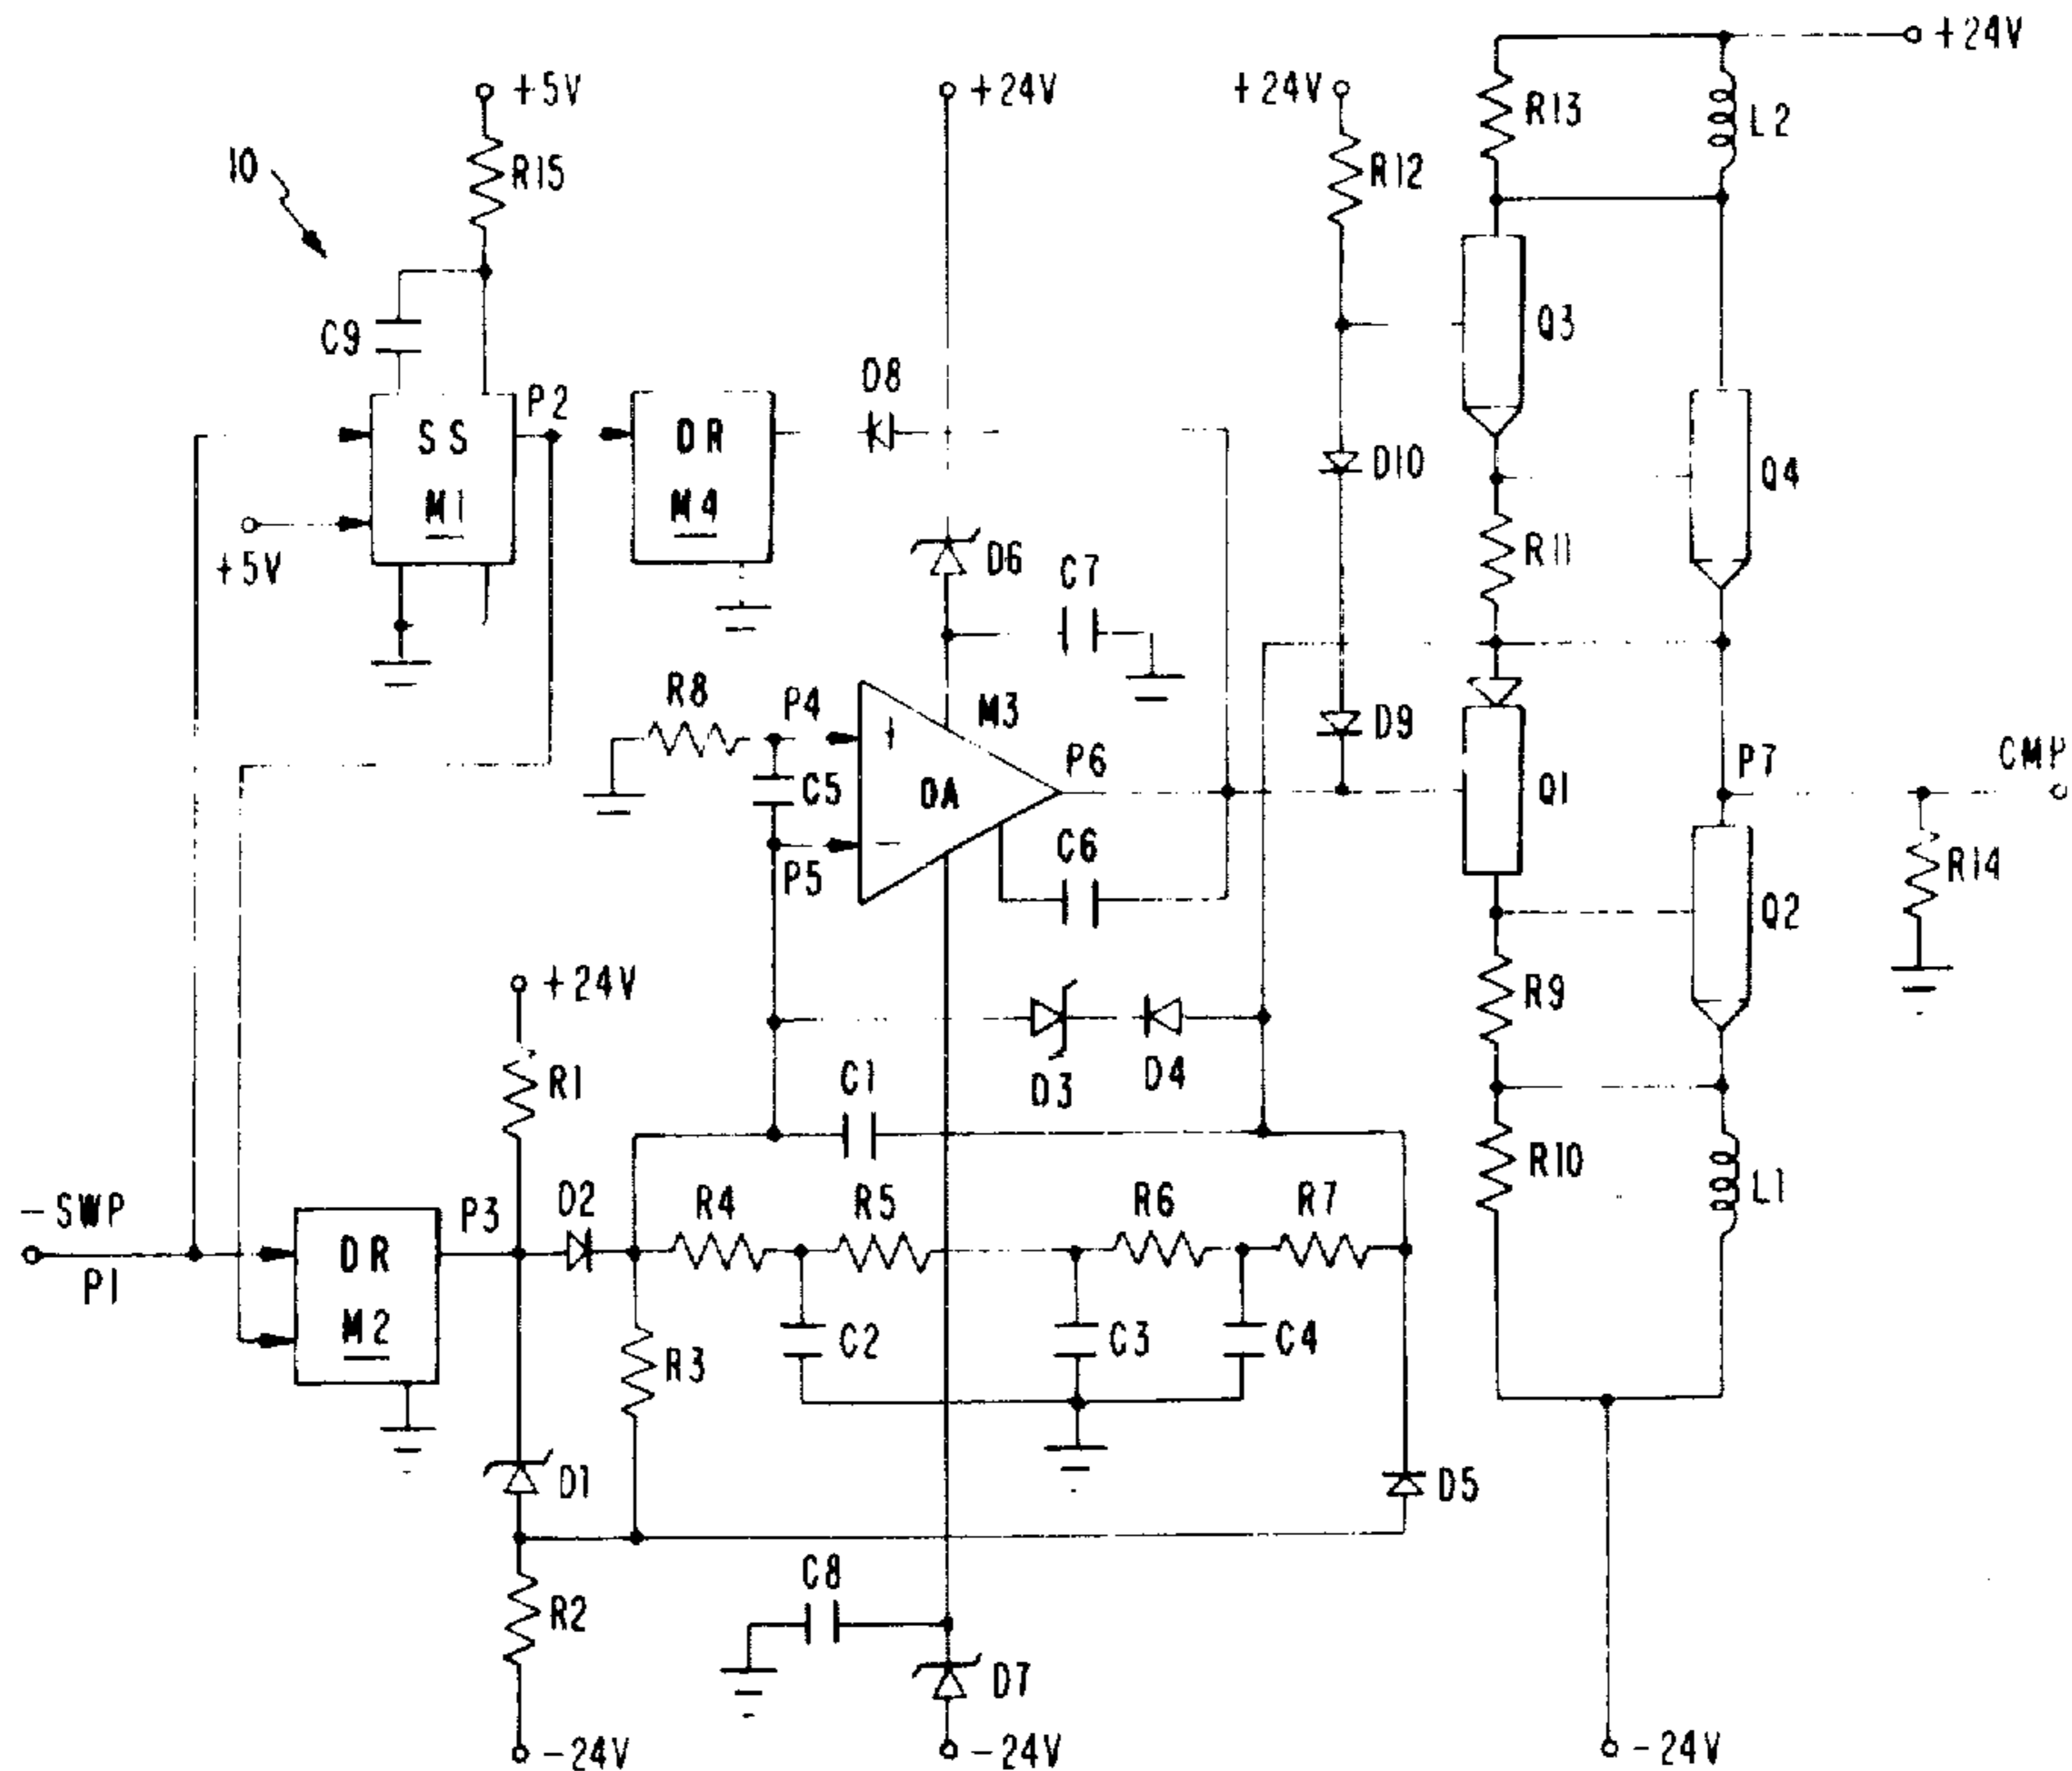 +24V
+5V
+24V
+24V
R13
L2
10
R15
R12
C9
Q3
P2
D8
SS
M1
DR
M4
D10
Q4
+5V
D6
C7
R11
R8
P4
M3
+
C5
OA
P6
D9
Q1
P7
CMP
P5
−
C6
R14
Q2
+24V
R9
R1
C1
D3
D4
R10
L1
-SWP
P1
P3
D2
R4
R5
R6
R7
DR
M2
R3
C2
C3
C4
D1
D5
C8
R2
D7
-24V
-24V
-24V